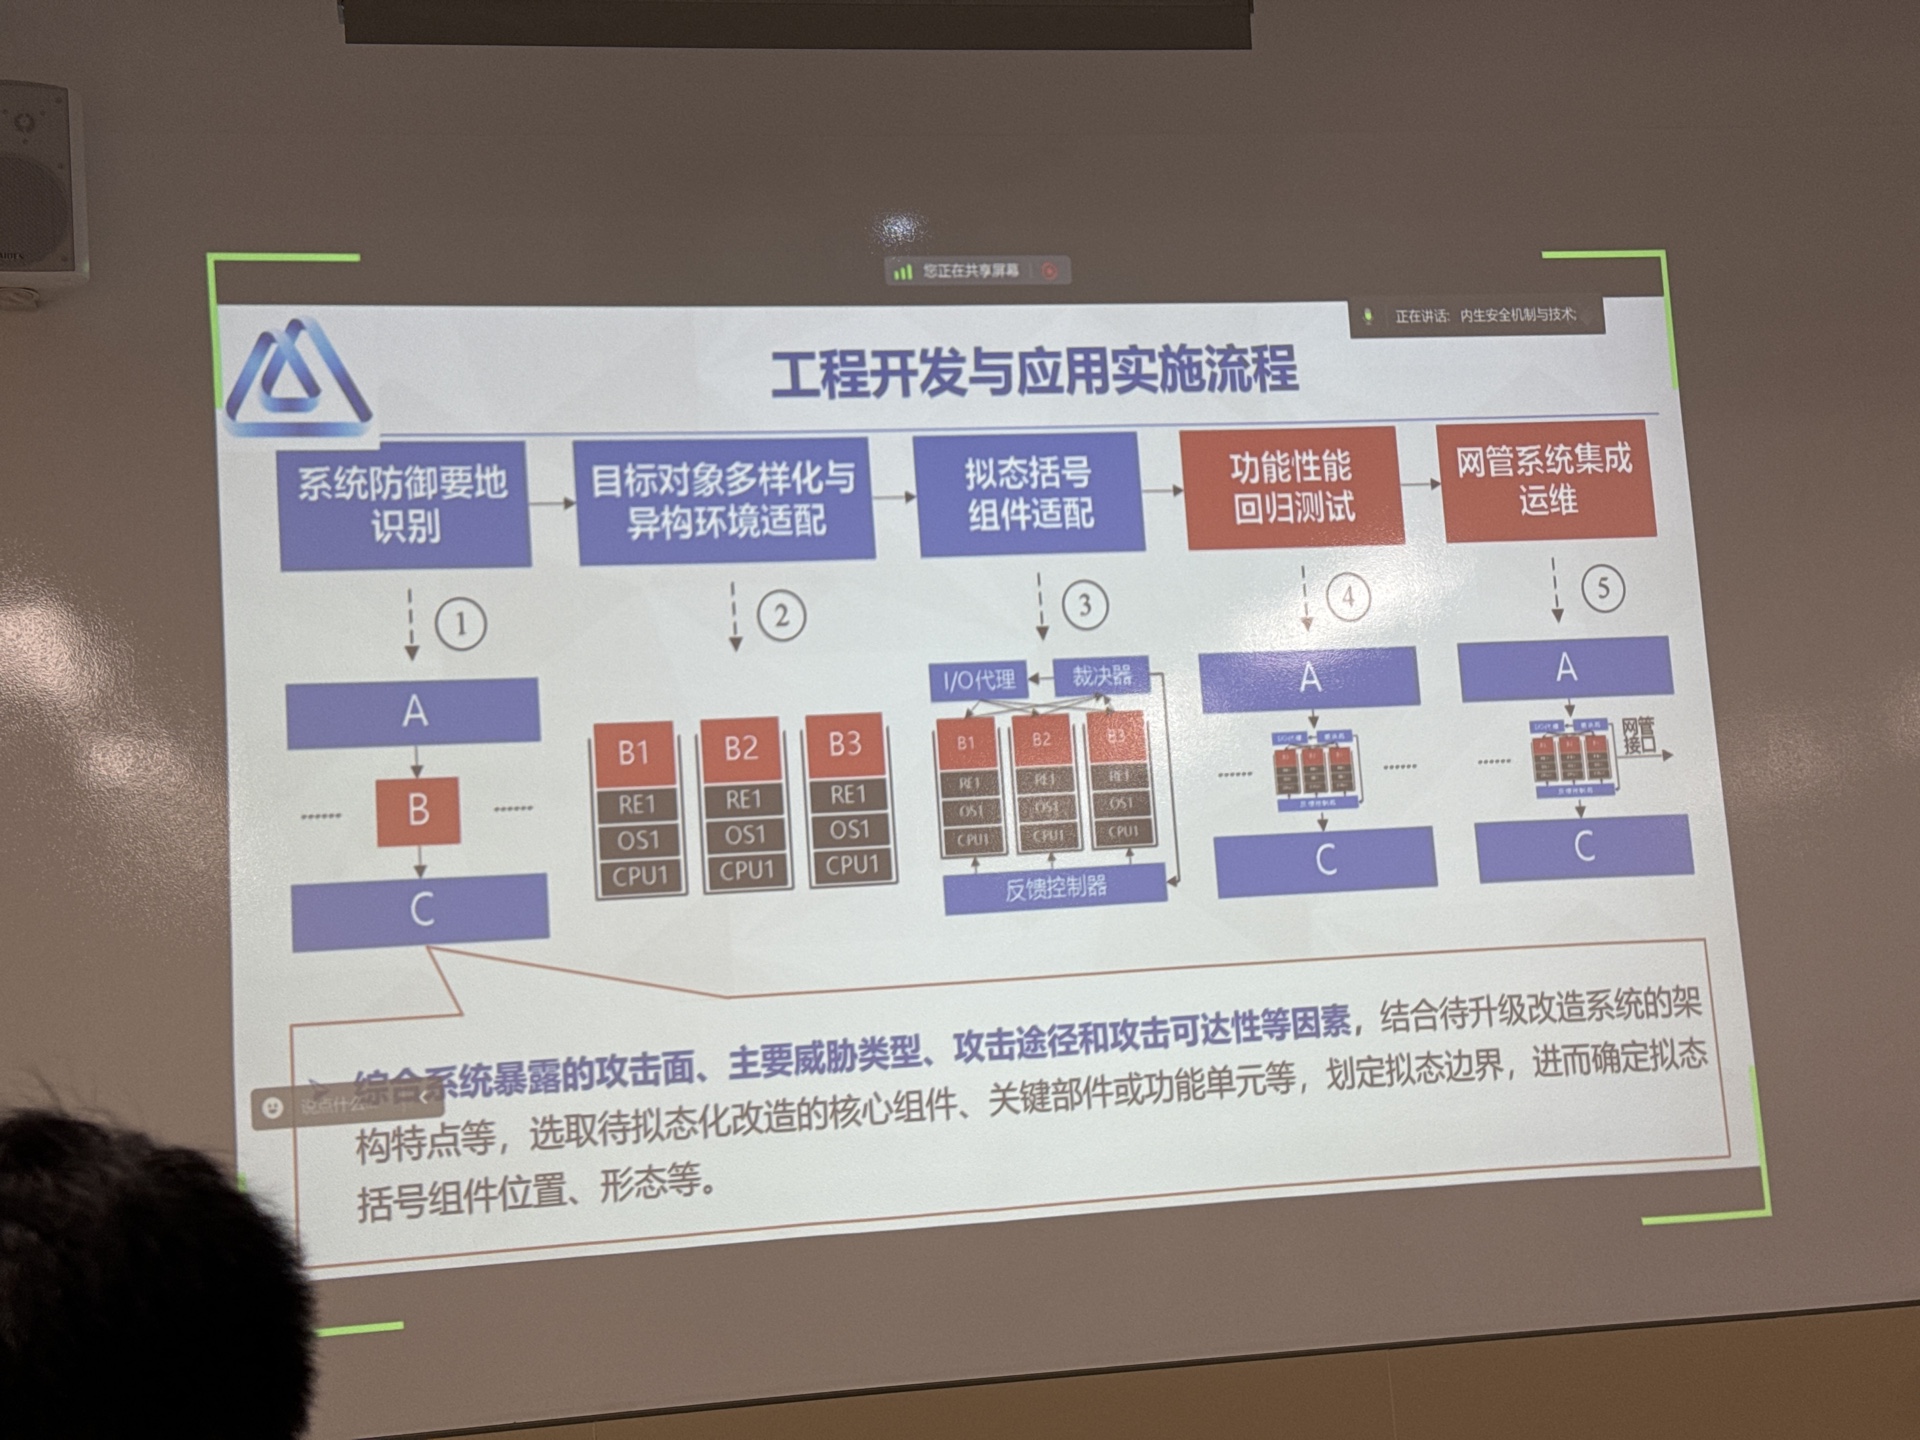 您正在共享屏幕
正在讲话: 内生安全机制与技术;
工程开发与应用实施流程
系统防御要地
识别
目标对象多样化与
异构环境适配
拟态括号
组件适配
功能性能
回归测试
网管系统集成
运维
①
②
③
④
⑤
A
B
C
......
......
B1
RE1
OS1
CPU1
B2
RE1
OS1
CPU1
B3
RE1
OS1
CPU1
I/O代理
裁决器
B1
RE1
OS1
CPU1
B2
RE1
OS1
CPU1
B3
RE1
OS1
CPU1
反馈控制器
A
......
......
C
A
......
网管
接口
C
综合系统暴露的攻击面、主要威胁类型、攻击途径和攻击可达性等因素，结合待升级改造系统的架
构特点等，选取待拟态化改造的核心组件、关键部件或功能单元等，划定拟态边界，进而确定拟态
括号组件位置、形态等。
说点什么...